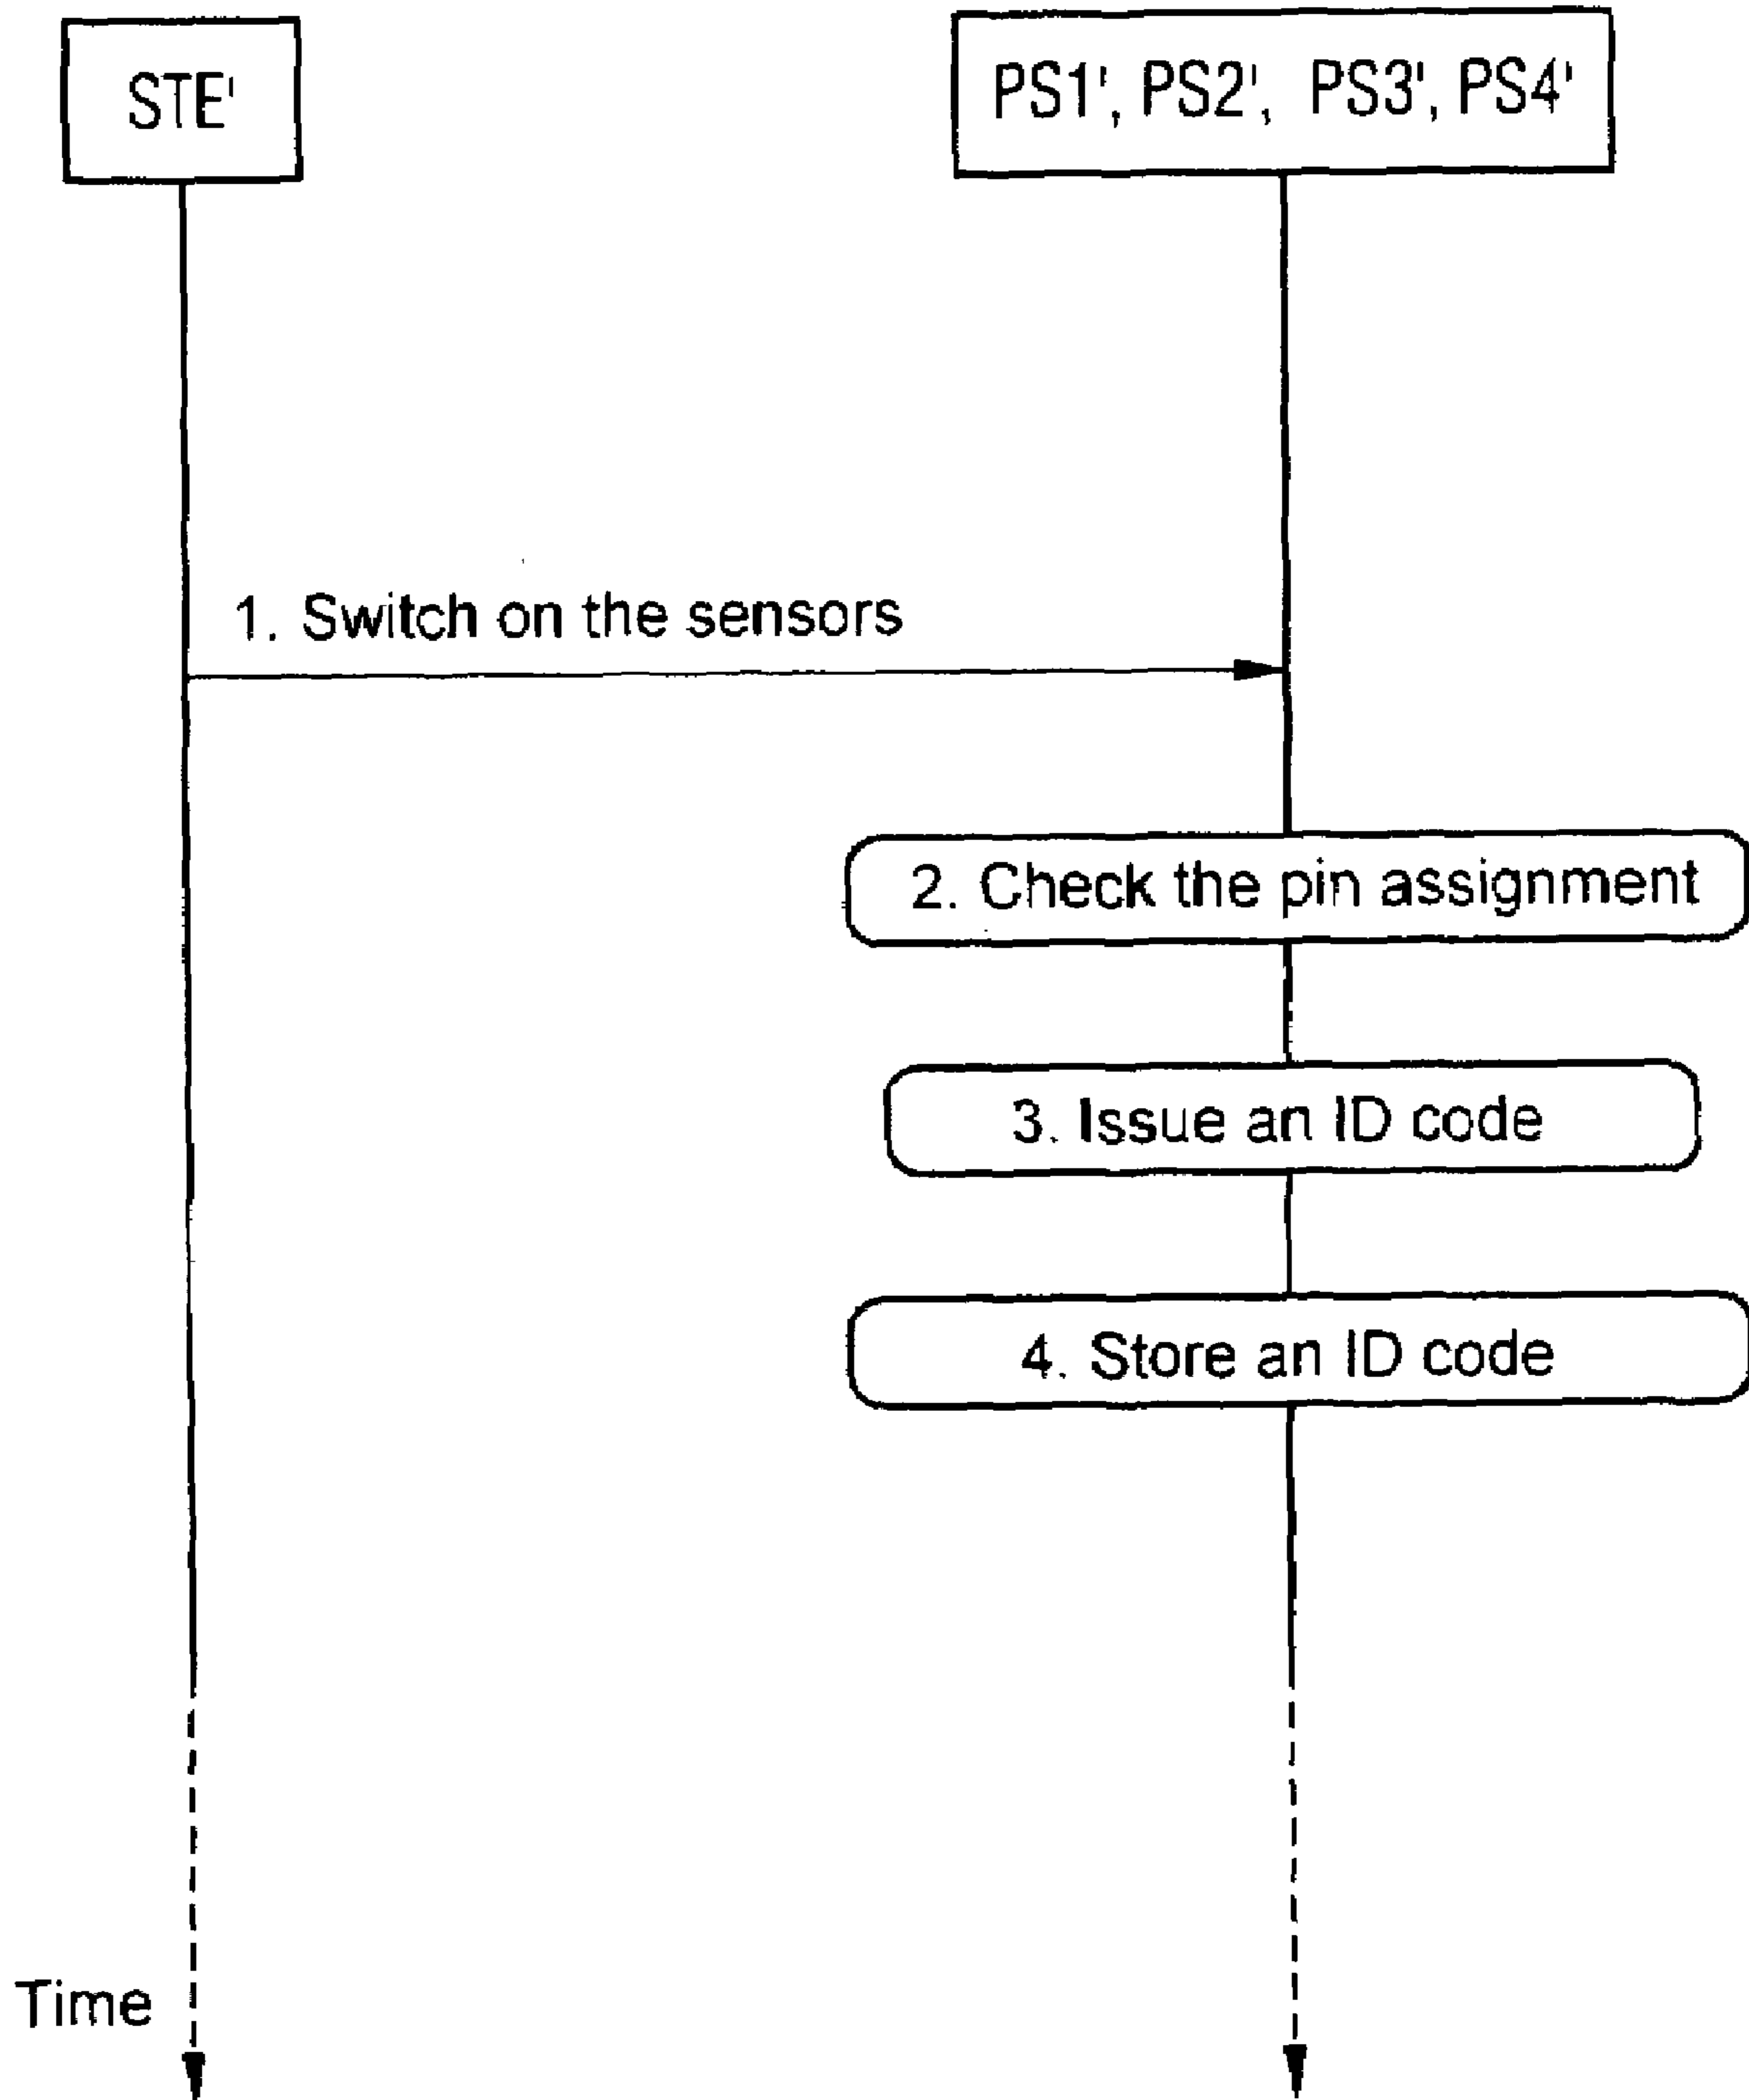 STE'
PS1', PS2', PS3', PS4'
1. Switch on the sensors
2. Check the pin assignment
3. Issue an ID code
4. Store an ID code
Time